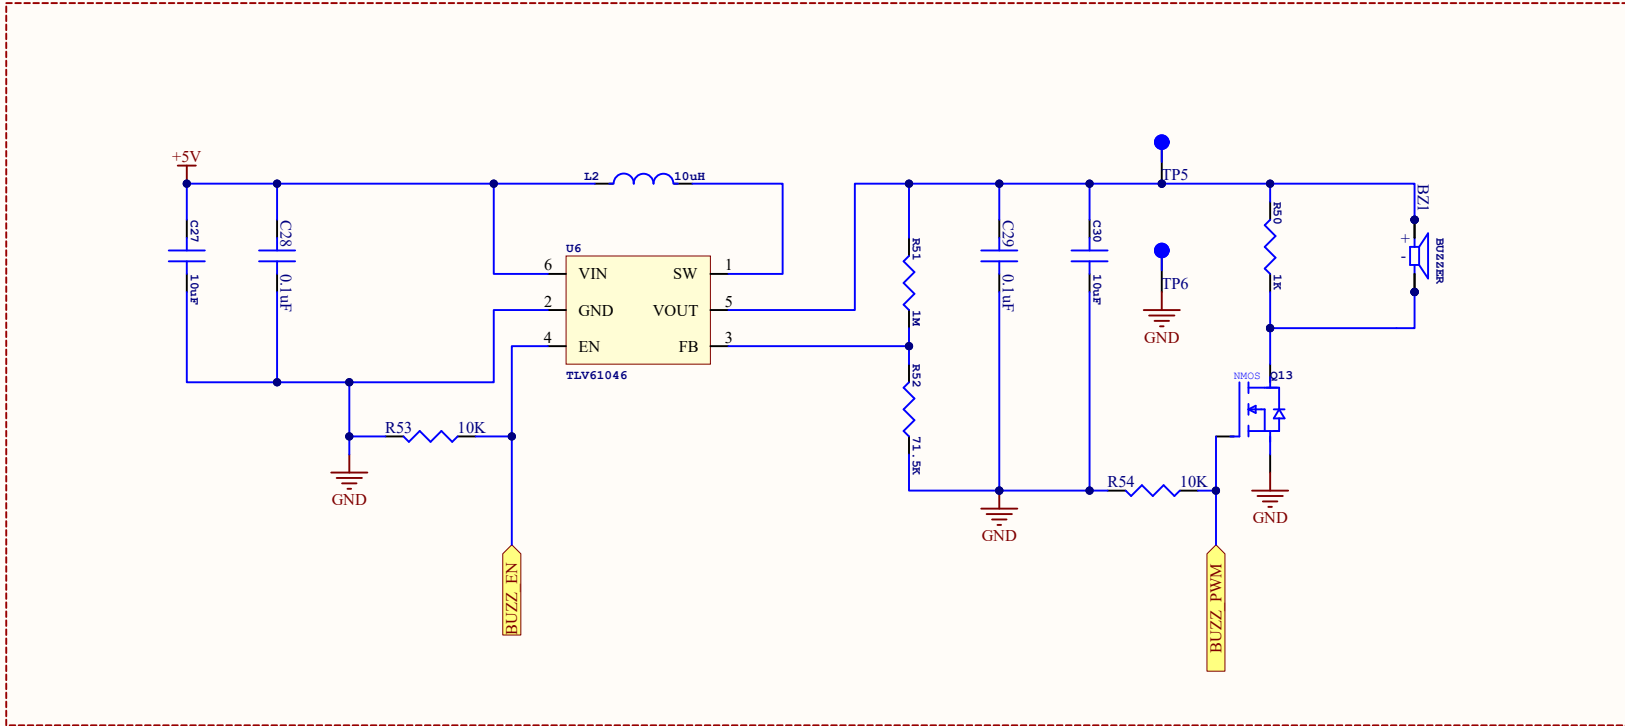 +5V
C27
10uF
C28
0.1uF
L2
10uH
U6
6
VIN
SW
1
2
GND
VOUT
5
4
EN
FB
3
TLV61046
R53
10K
GND
BUZZ_EN
R51
1M
R52
71.5K
C29
0.1uF
C30
10uF
GND
TP5
TP6
GND
R50
1K
BZ1
+
-
BUZZER
NMOS
Q13
R54
10K
GND
BUZZ_PWM